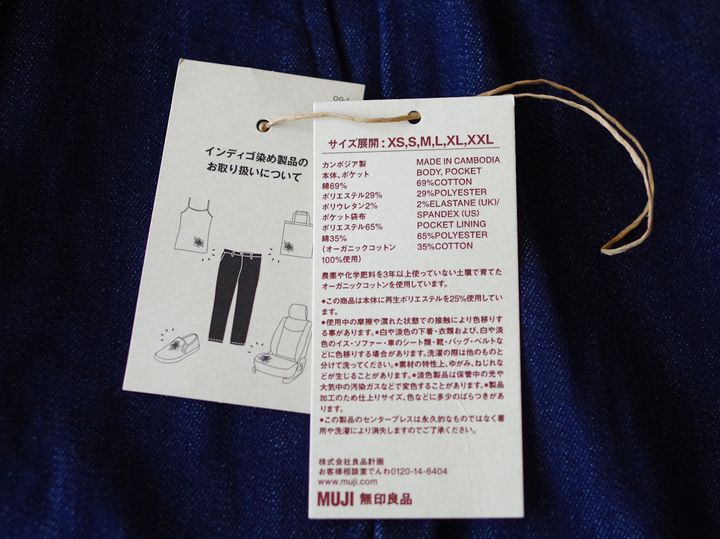 OG-1
インディゴ染め製品の
お取り扱いについて
サイズ展開:XS,S,M,L,XL,XXL
カンボジア製
本体、ポケット
綿69%
ポリエステル29%
ポリウレタン2%
ポケット袋布
ポリエステル65%
綿35%
(オーガニックコットン
100%使用)
MADE IN CAMBODIA
BODY, POCKET
69%COTTON
29%POLYESTER
2%ELASTANE (UK)/
SPANDEX (US)
POCKET LINING
65%POLYESTER
35%COTTON
農薬や化学肥料を3年以上使っていない土壌で育てた
オーガニックコットンを使用しています。
●この商品は本体に再生ポリエステルを25%使用してい
ます。
●使用中の摩擦や濡れた状態での接触により色移りす
る事があります。●白や淡色の下着・衣類および、白や淡
色のイス・ソファー・車のシート類・靴・バッグ・ベルトな
どに色移りする場合があります。洗濯の際は他のものと
分けて洗ってください。●素材の特性上、ゆがみ、ねじれな
どが生じることがあります。●淡色製品は保管中の光や
大気中の汚染ガスなどで変色することがあります。●製品
加工のため仕上りサイズ、色などに多少のばらつきがあ
ります。
●この製品のセンタープレスは永久的なものではなく着
用や洗濯により消失しますのでご了承ください。
株式会社良品計画
お客様相談室でんわ0120-14-6404
www.muji.com
MUJI 無印良品